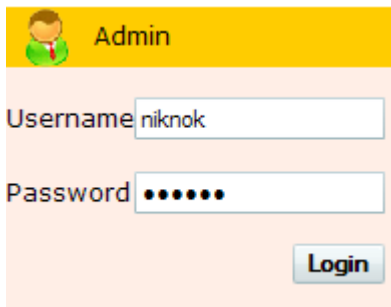 Admin
Username niknok
Password ••••••
Login